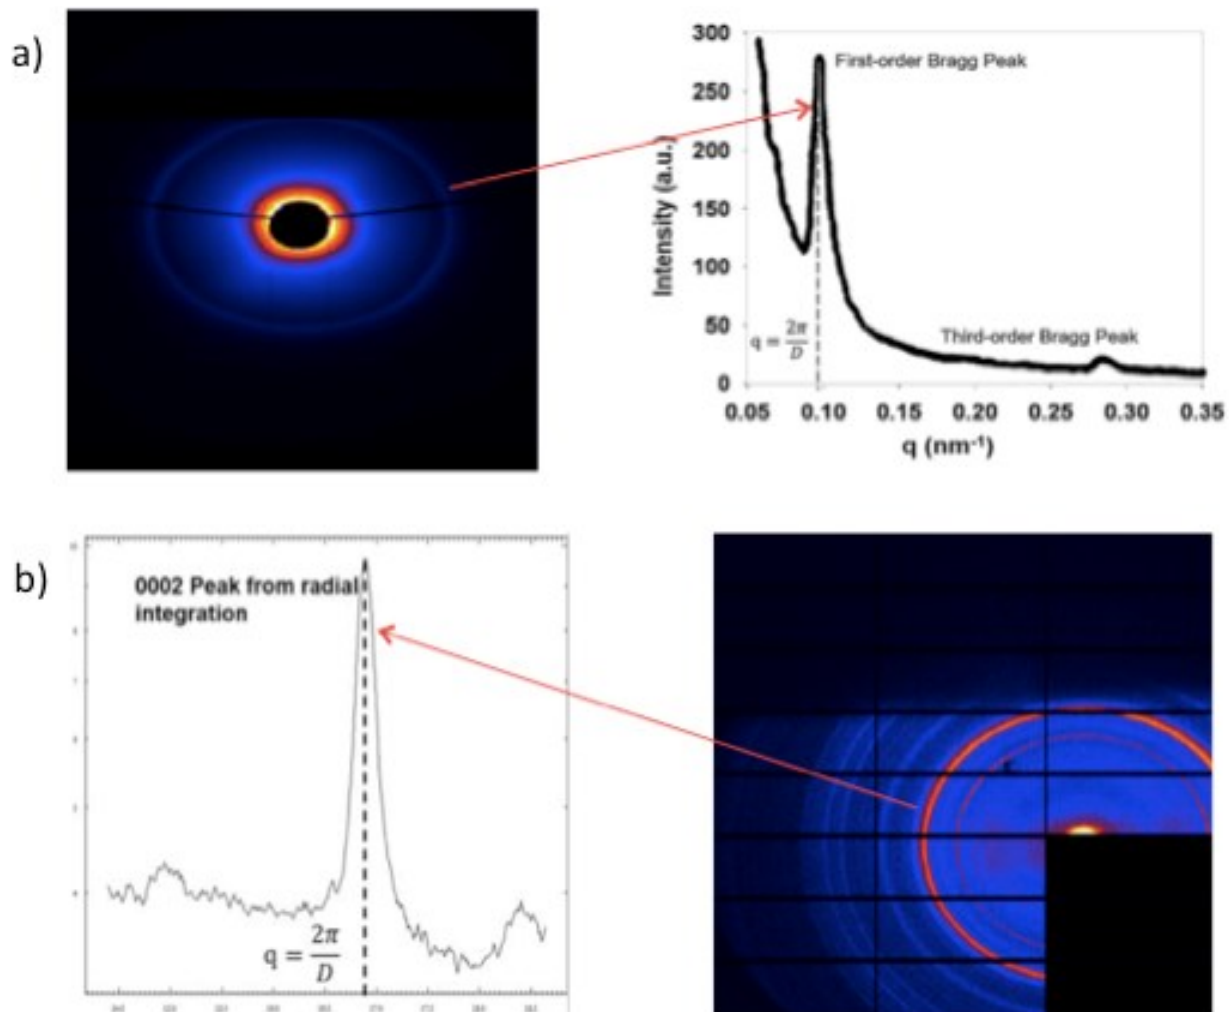 a)
300
First-order Bragg Peak
250
200
150
100
50
0
Intensity (a.u.)
q = 2π/D
Third-order Bragg Peak
0.05 0.10 0.15 0.20 0.25 0.30 0.35
q (nm-1)
b)
0002 Peak from radial
integration
q = 2π/D